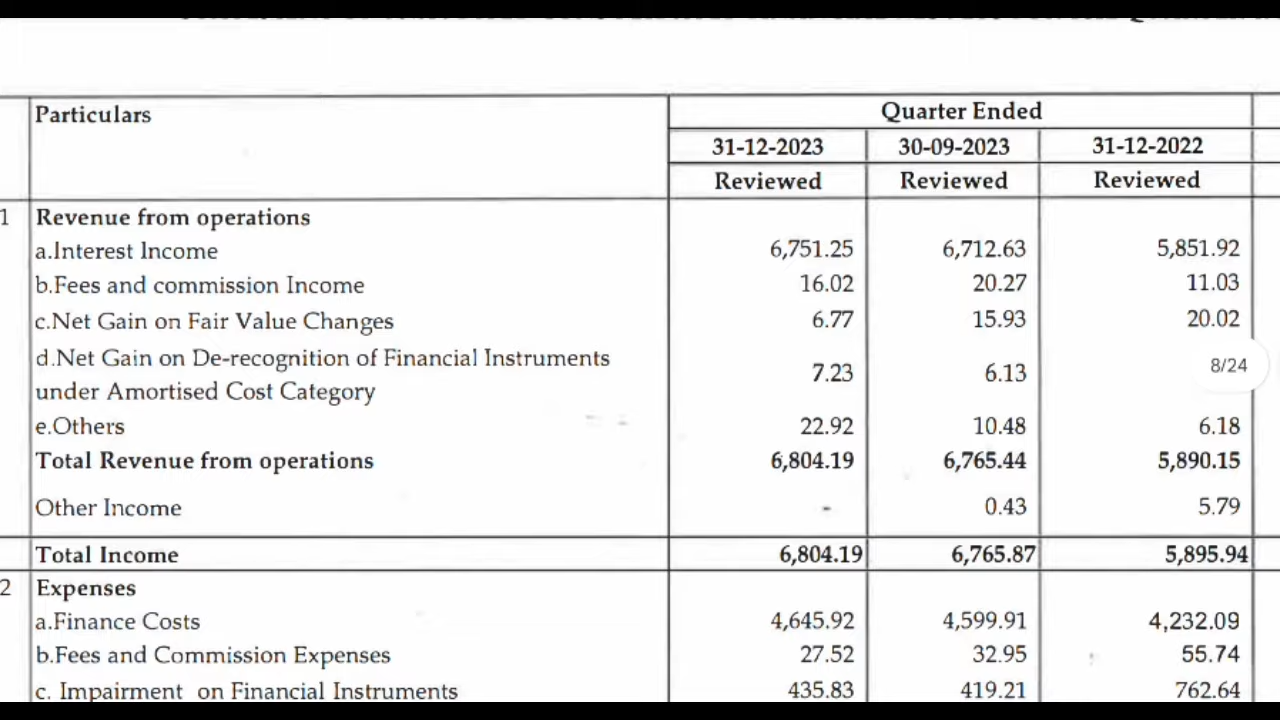 Particulars Quarter Ended
31-12-2023 30-09-2023 31-12-2022
Reviewed Reviewed Reviewed
1 Revenue from operations
a.Interest Income 6,751.25 6,712.63 5,851.92
b.Fees and commission Income 16.02 20.27 11.03
c.Net Gain on Fair Value Changes 6.77 15.93 20.02
d.Net Gain on De-recognition of Financial Instruments
under Amortised Cost Category 7.23 6.13
8/24
e.Others 22.92 10.48 6.18
Total Revenue from operations 6,804.19 6,765.44 5,890.15
Other Income - 0.43 5.79
Total Income 6,804.19 6,765.87 5,895.94
2 Expenses
a.Finance Costs 4,645.92 4,599.91 4,232.09
b.Fees and Commission Expenses 27.52 32.95 55.74
c. Impairment on Financial Instruments 435.83 419.21 762.64